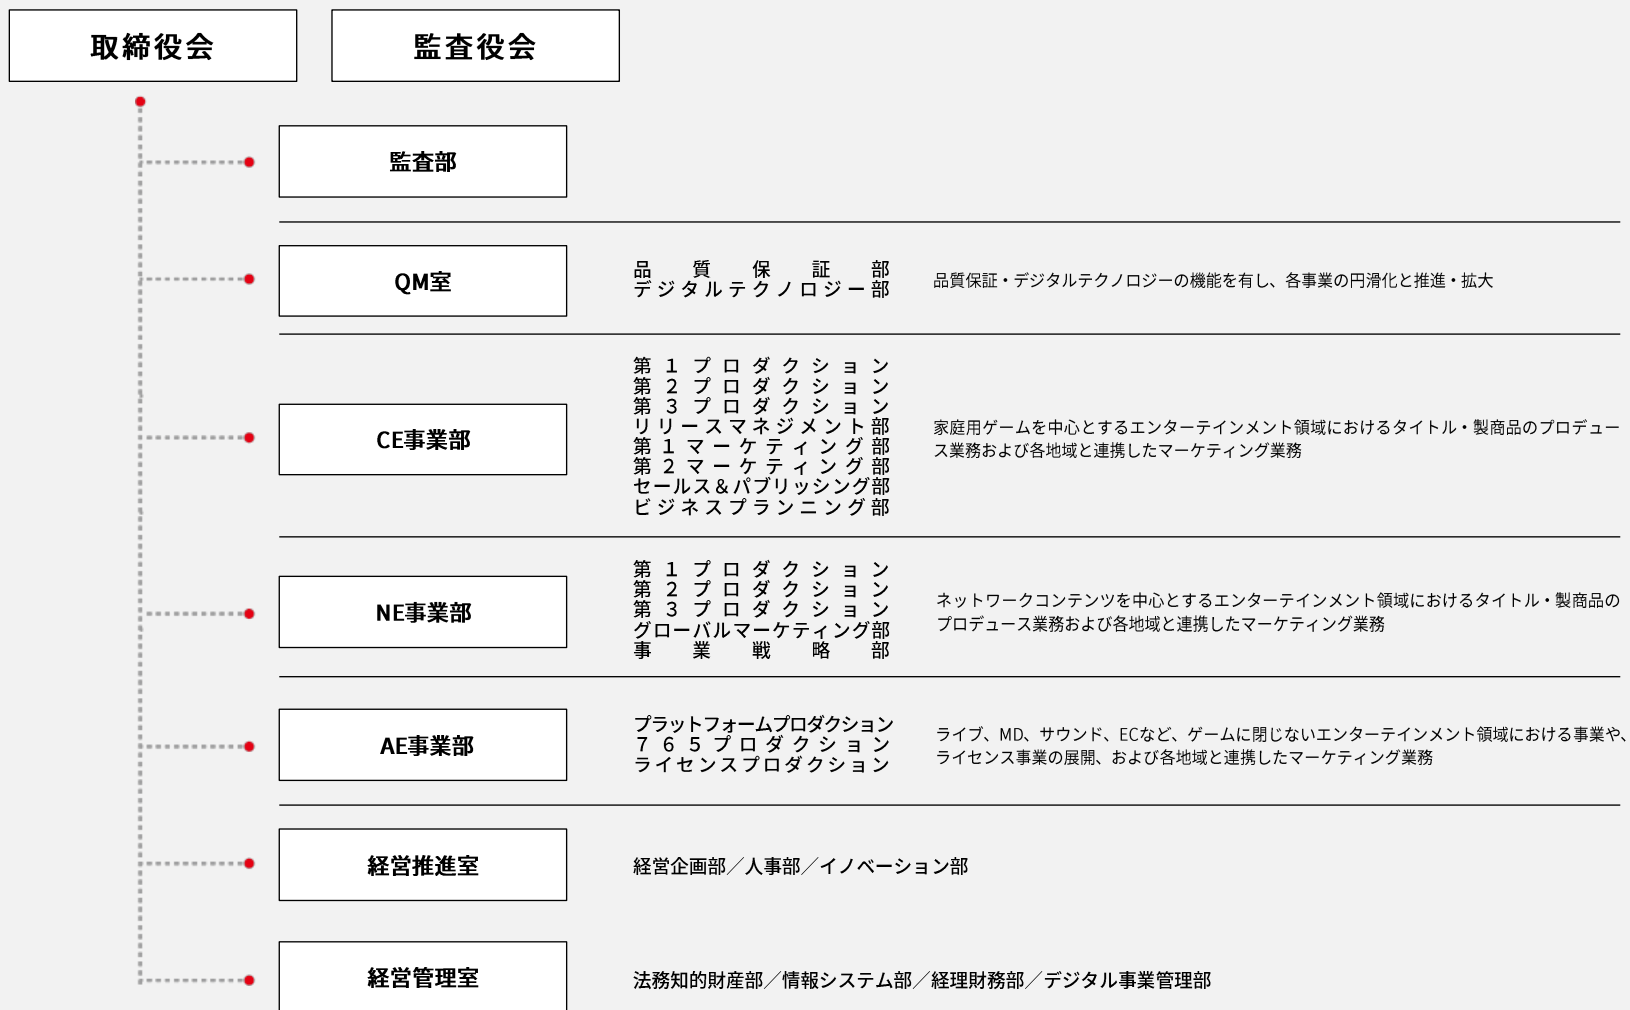 取締役会
監査役会
監査部
QM室
品質保証部
デジタルテクノロジー部
品質保証・デジタルテクノロジーの機能を有し、各事業の円滑化と推進・拡大
CE事業部
第1プロダクション
第2プロダクション
第3プロダクション
リリースマネジメント部
第1マーケティング部
第2マーケティング部
セールス&パブリッシング部
ビジネスプランニング部
家庭用ゲームを中心とするエンターテインメント領域におけるタイトル・製商品のプロデュー
ス業務および各地域と連携したマーケティング業務
NE事業部
第1プロダクション
第2プロダクション
第3プロダクション
グローバルマーケティング部
事業戦略部
ネットワークコンテンツを中心とするエンターテインメント領域におけるタイトル・製商品の
プロデュース業務および各地域と連携したマーケティング業務
AE事業部
プラットフォームプロダクション
765プロダクション
ライセンスプロダクション
ライブ、MD、サウンド、ECなど、ゲームに閉じないエンターテインメント領域における事業や、
ライセンス事業の展開、および各地域と連携したマーケティング業務
経営推進室
経営企画部／人事部／イノベーション部
経営管理室
法務知的財産部／情報システム部／経理財務部／デジタル事業管理部